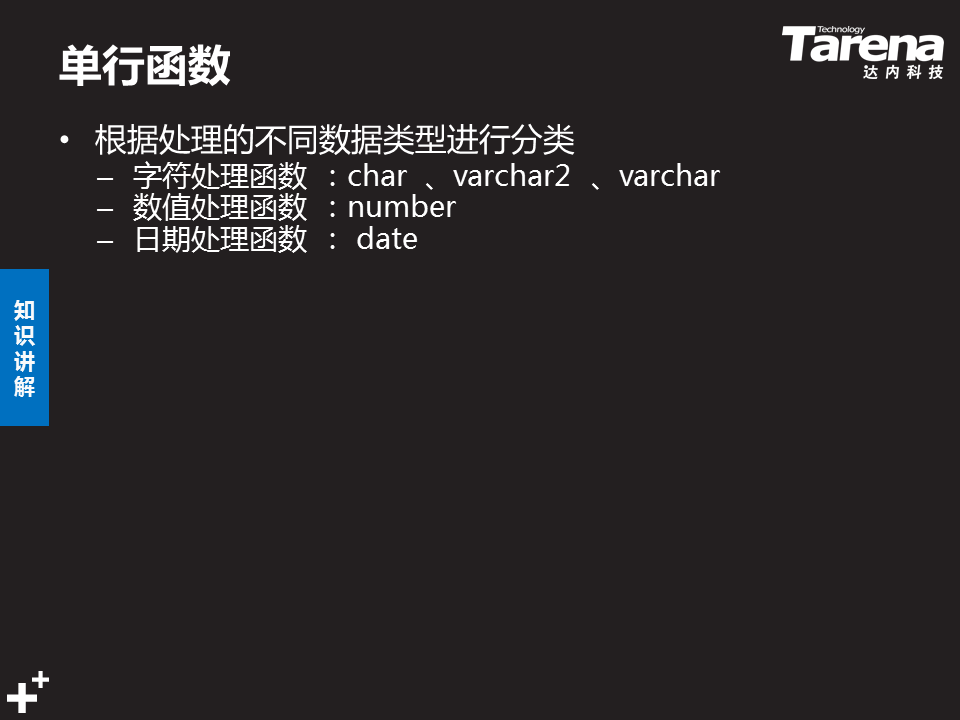 单行函数
Technology
Tarena
达内科技
• 根据处理的不同数据类型进行分类
– 字符处理函数 ：char 、varchar2 、varchar
– 数值处理函数 ：number
– 日期处理函数 ： date
知识讲解